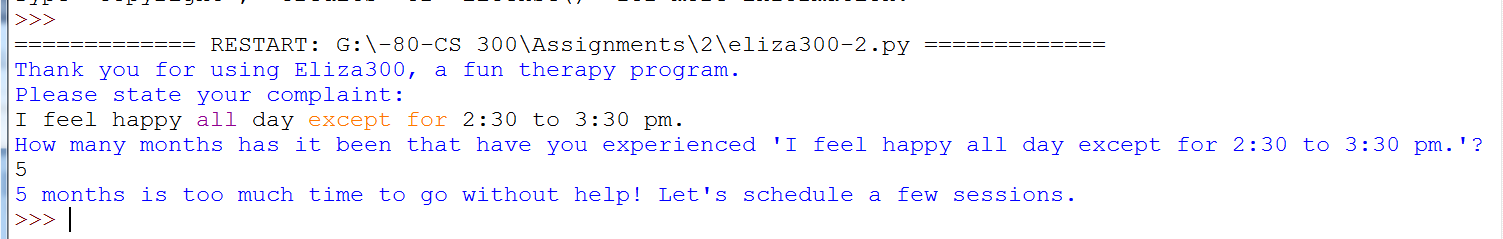 >>>
============= RESTART: G:\-80-CS 300\Assignments\2\eliza300-2.py =============
Thank you for using Eliza300, a fun therapy program.
Please state your complaint:
I feel happy all day except for 2:30 to 3:30 pm.
How many months has it been that have you experienced 'I feel happy all day except for 2:30 to 3:30 pm.'?
5
5 months is too much time to go without help! Let's schedule a few sessions.
>>>